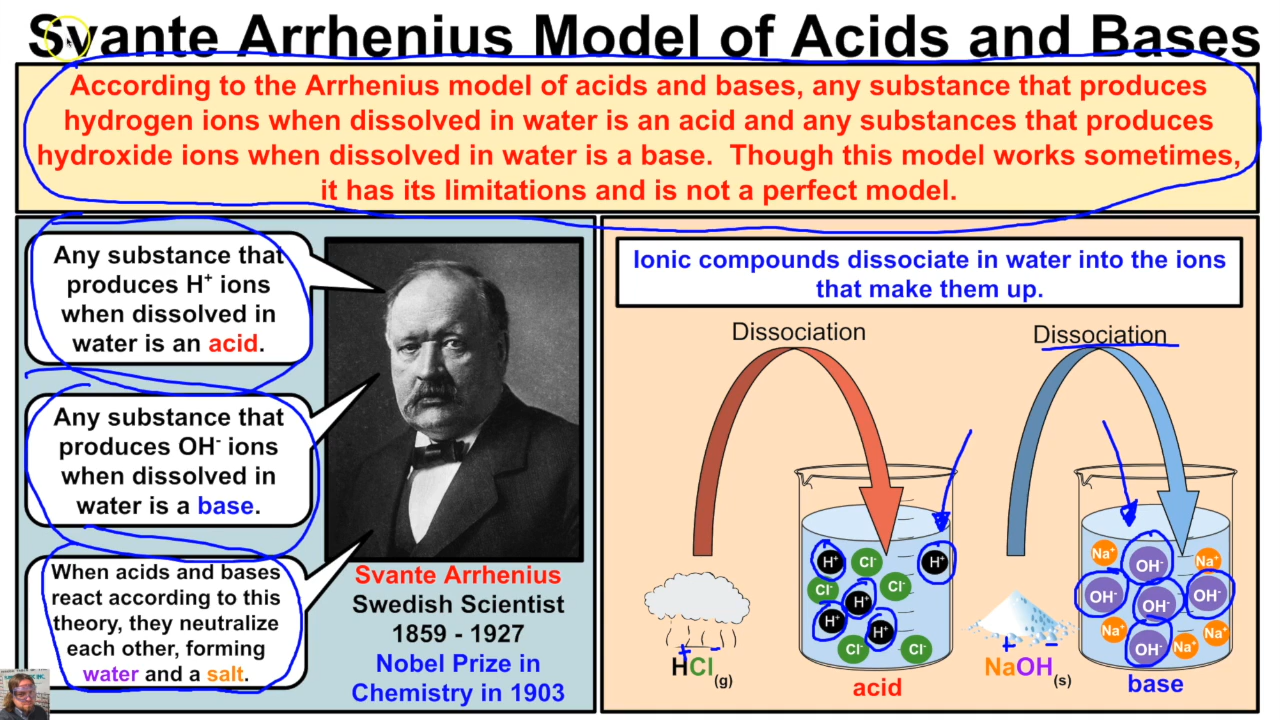 Svante Arrhenius Model of Acids and Bases
According to the Arrhenius model of acids and bases, any substance that produces
hydrogen ions when dissolved in water is an acid and any substances that produces
hydroxide ions when dissolved in water is a base. Though this model works sometimes,
it has its limitations and is not a perfect model.
Any substance that
produces H⁺ ions
when dissolved in
water is an acid.
Any substance that
produces OH⁻ ions
when dissolved in
water is a base.
When acids and bases
react according to this
theory, they neutralize
each other, forming
water and a salt.
Svante Arrhenius
Swedish Scientist
1859 - 1927
Nobel Prize in
Chemistry in 1903
Ionic compounds dissociate in water into the ions
that make them up.
Dissociation
Dissociation
H⁺
Cl⁻
H⁺
Cl⁻
Cl⁻
H⁺
H⁺
H⁺
Cl⁻
Cl⁻
+ -
HCl(g)
acid
Na⁺
OH⁻
Na⁺
OH⁻
OH⁻
OH⁻
Na⁺
Na⁺
Na⁺
OH⁻
+ -
NaOH(s)
base